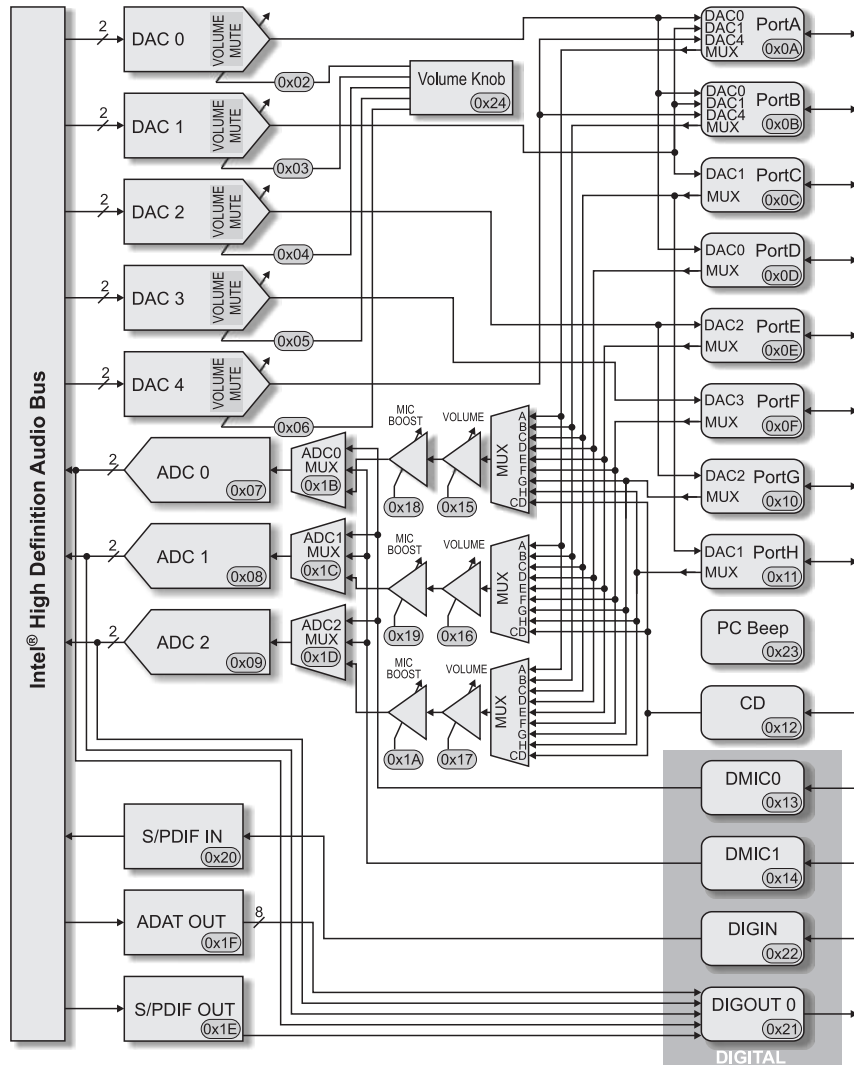 Intel® High Definition Audio Bus
2
DAC 0
VOLUME
MUTE
0x02
2
DAC 1
VOLUME
MUTE
0x03
2
DAC 2
VOLUME
MUTE
0x04
2
DAC 3
VOLUME
MUTE
0x05
2
DAC 4
VOLUME
MUTE
0x06
Volume Knob
0x24
2
ADC 0
0x07
ADC0
MUX
0x1B
MIC
BOOST
0x18
VOLUME
0x15
MUX
A
B
C
D
E
F
G
H
CD
2
ADC 1
0x08
ADC1
MUX
0x1C
MIC
BOOST
0x19
VOLUME
0x16
MUX
A
B
C
D
E
F
G
H
CD
2
ADC 2
0x09
ADC2
MUX
0x1D
MIC
BOOST
0x1A
VOLUME
0x17
MUX
A
B
C
D
E
F
G
H
CD
S/PDIF IN
0x20
ADAT OUT
0x1F
8
S/PDIF OUT
0x1E
DAC0 PortA
DAC1
DAC4
MUX 0x0A
DAC0 PortB
DAC1
DAC4
MUX 0x0B
DAC1 PortC
MUX 0x0C
DAC0 PortD
MUX 0x0D
DAC2 PortE
MUX 0x0E
DAC3 PortF
MUX 0x0F
DAC2 PortG
MUX 0x10
DAC1 PortH
MUX 0x11
PC Beep
0x23
CD
0x12
DMIC0
0x13
DMIC1
0x14
DIGIN
0x22
DIGOUT 0
0x21
DIGITAL